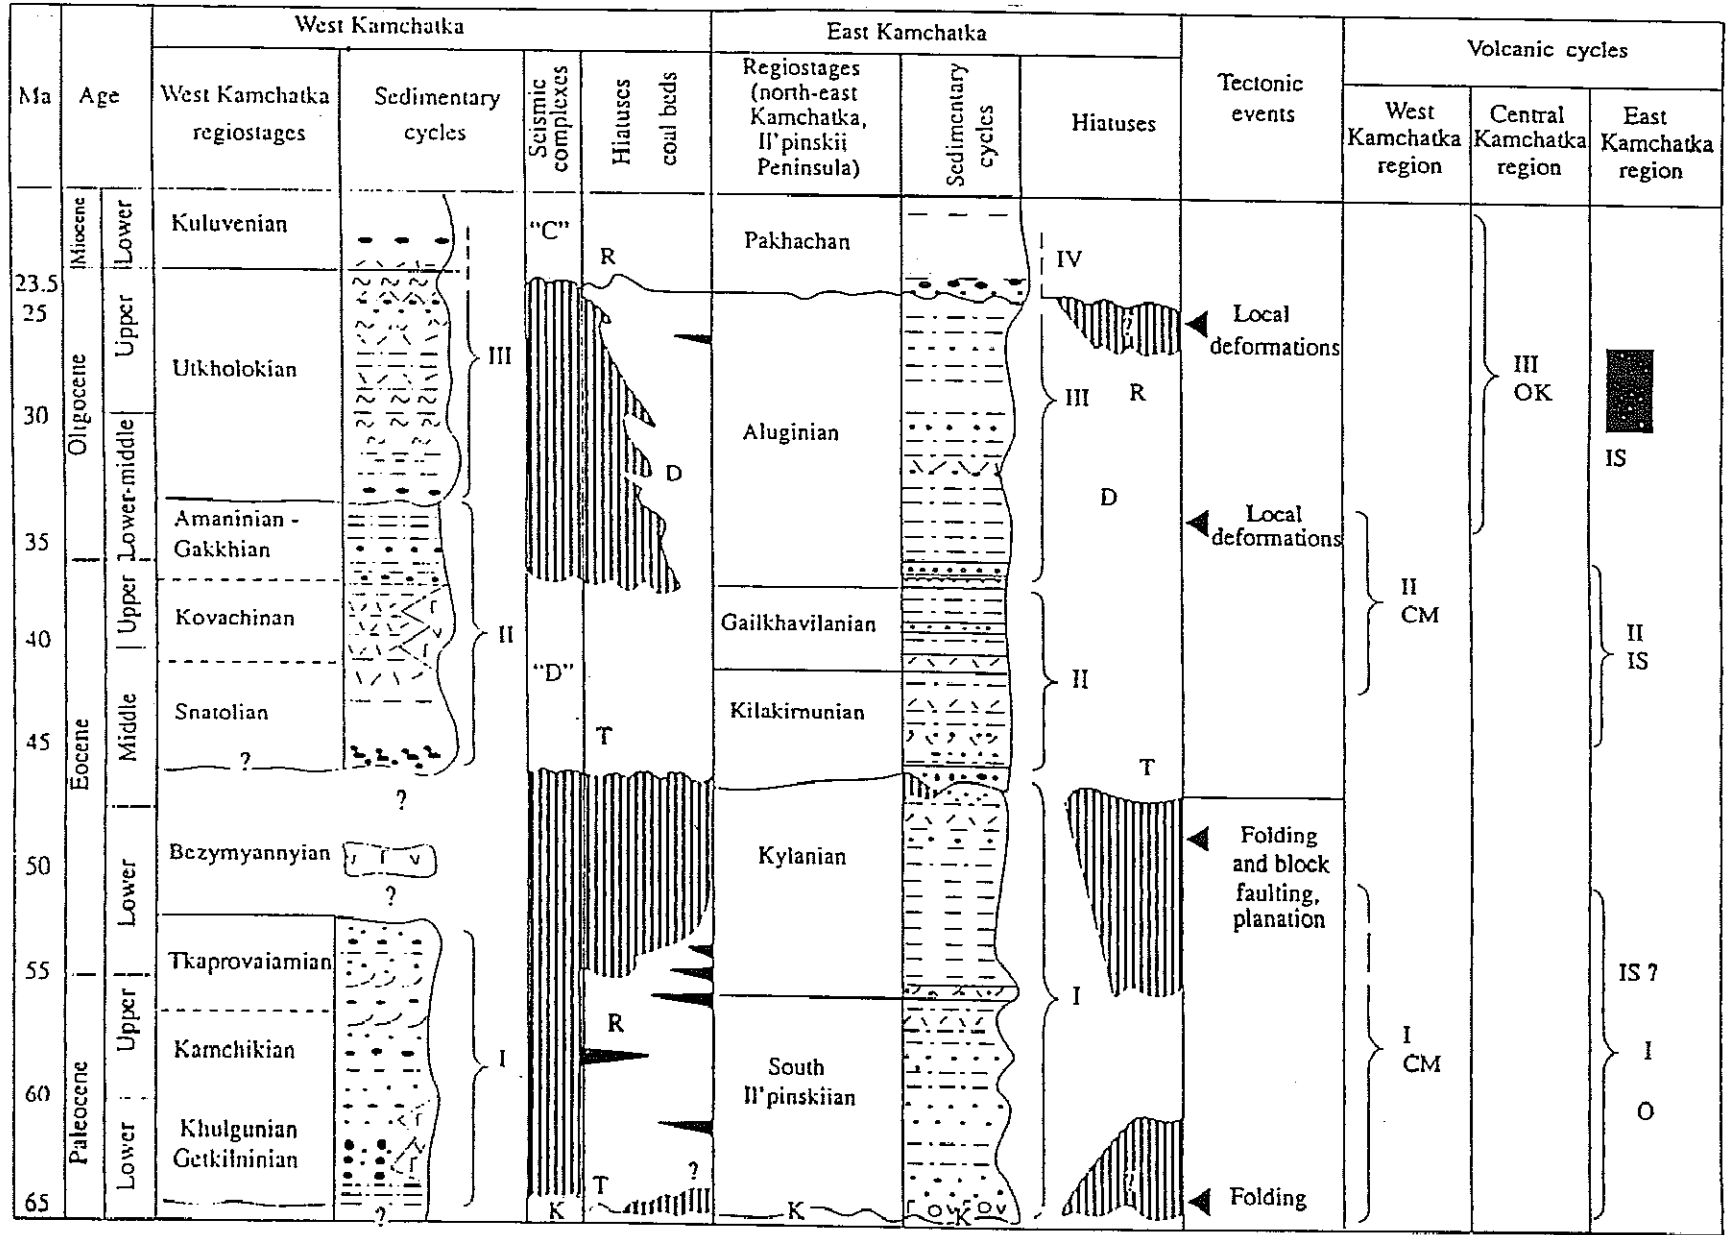 West Kamchatka
East Kamchatka
Volcanic cycles
Ma
Age
West Kamchatka
regiostages
Sedimentary
cycles
Seismic
complexes
Hiatuses
coal beds
Regiostages
(north-east
Kamchatka,
Il'pinskii
Peninsula)
Sedimentary
cycles
Hiatuses
Tectonic
events
West
Kamchatka
region
Central
Kamchatka
region
East
Kamchatka
region
23.5
25
30
35
40
45
50
55
60
65
Miocene
Oligocene
Eocene
Paleocene
Lower
Upper
Lower-middle
Upper
Middle
Lower
Upper
Lower
Kuluvenian
Utkholokian
Amaninian -
Gakkhian
Kovachinan
Snatolian
?
?
Bezymyannyian
?
Tkaprovaiamian
Kamchikian
Khulgunian
Getkilninian
?
III
II
I
"C"
"D"
K
R
D
T
R
T
?
Pakhachan
Aluginian
Gailkhavilanian
Kilakirnunian
Kylanian
South
Il'pinskiian
K
K
IV
III
II
I
R
D
T
Local
deformations
Local
deformations
Folding
and block
faulting,
planation
Folding
II
CM
I
CM
III
OK
IS
II
IS
IS ?
I
O